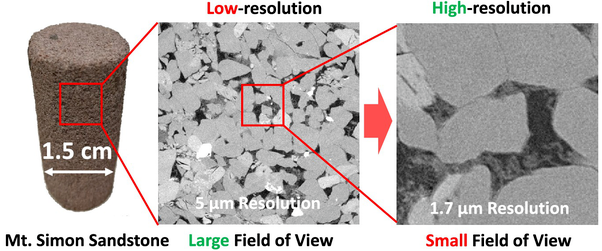 Low-resolution
High-resolution
1.5 cm
5 μm Resolution
1.7 μm Resolution
Mt. Simon Sandstone
Large Field of View
Small Field of View